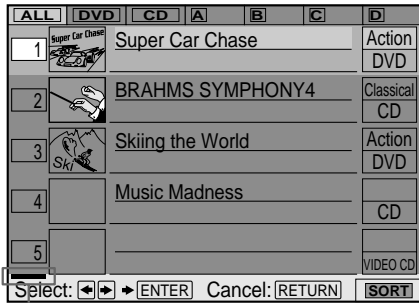 ALL DVD CD A B C D
1 Super Car Chase Super Car Chase Action
DVD
2 BRAHMS SYMPHONY4 Classical
CD
3 Ski Skiing the World Action
DVD
4 Music Madness
CD
5
VIDEO CD
Select: ENTER Cancel: RETURN SORT